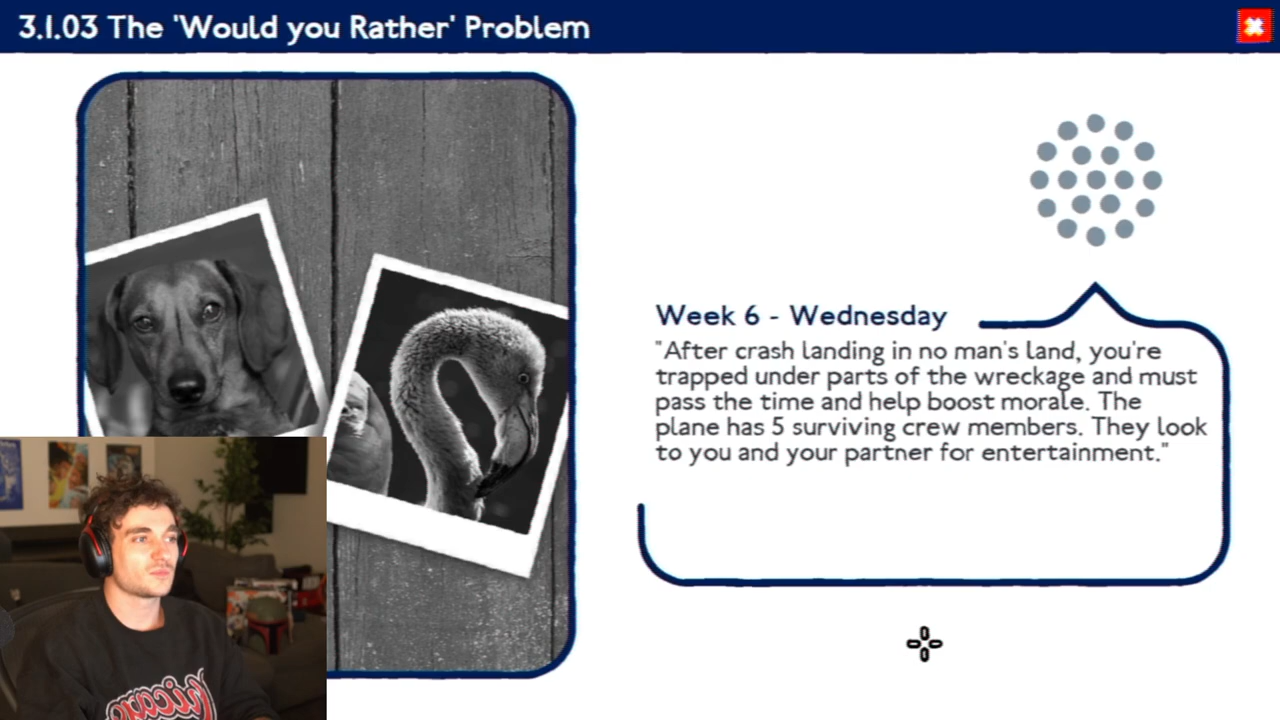 3.1.03 The 'Would you Rather' Problem
Week 6 - Wednesday
"After crash landing in no man's land, you're
trapped under parts of the wreckage and must
pass the time and help boost morale. The
plane has 5 surviving crew members. They look
to you and your partner for entertainment."